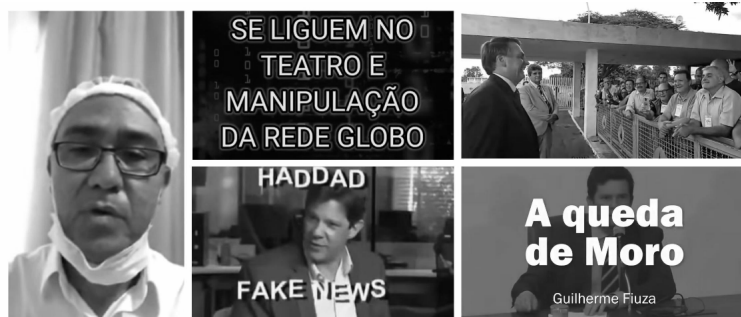 SE LIGUEM NO
TEATRO E
MANIPULAÇÃO
DA REDE GLOBO
HADDAD
FAKE NEWS
A queda
de Moro
Guilherme Fiuza